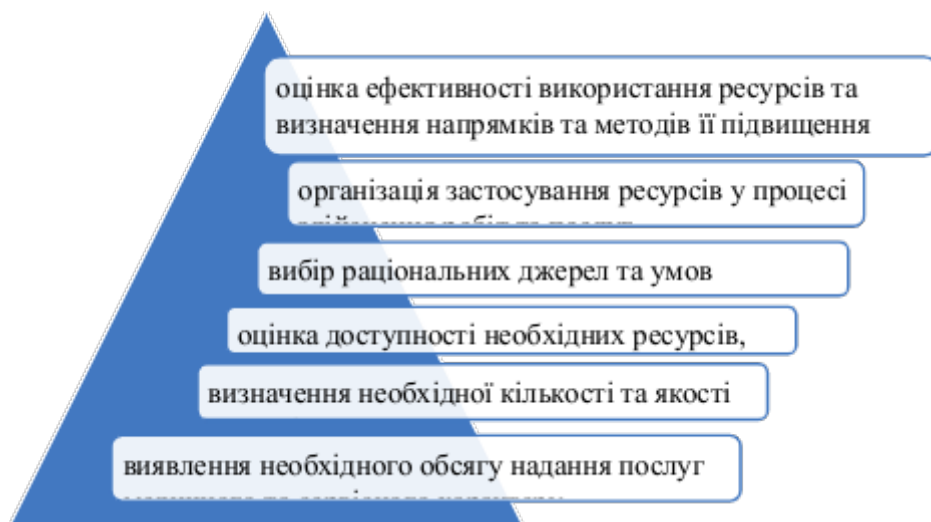 оцінка ефективності використання ресурсів та
визначення напрямків та методів її підвищення
організація застосування ресурсів у процесі
вибір раціональних джерел та умов
оцінка доступності необхідних ресурсів,
визначення необхідної кількості та якості
виявлення необхідного обсягу надання послуг